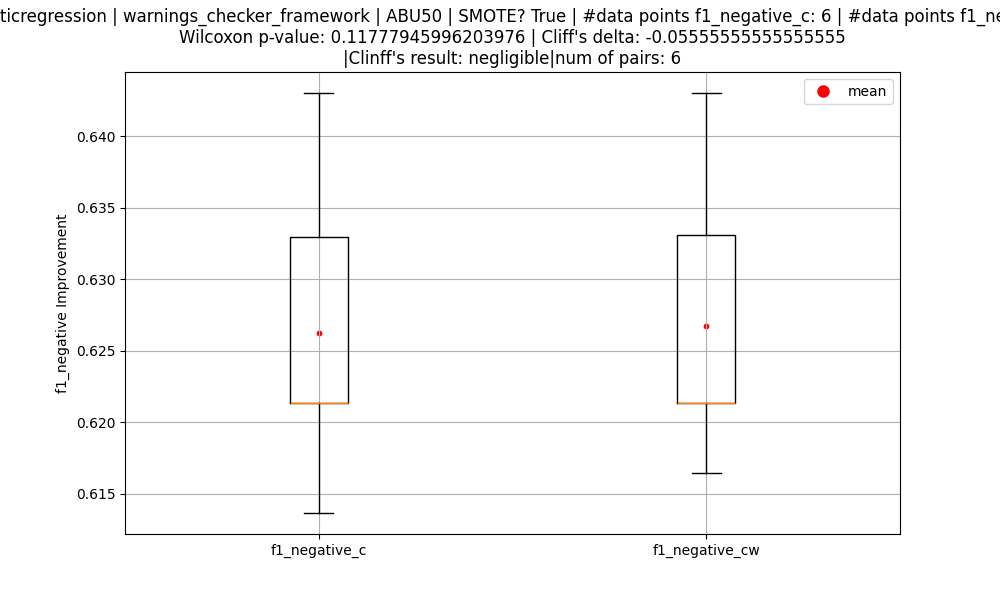 ticregression | warnings_checker_framework | ABU50 | SMOTE? True | #data points f1_negative_c: 6 | #data points f1_ne
Wilcoxon p-value: 0.11777945996203976 | Cliff's delta: -0.05555555555555555
|Clinff's result: negligible|num of pairs: 6
mean
0.640
0.635
0.630
0.625
0.620
0.615
f1_negative Improvement
f1_negative_c
f1_negative_cw